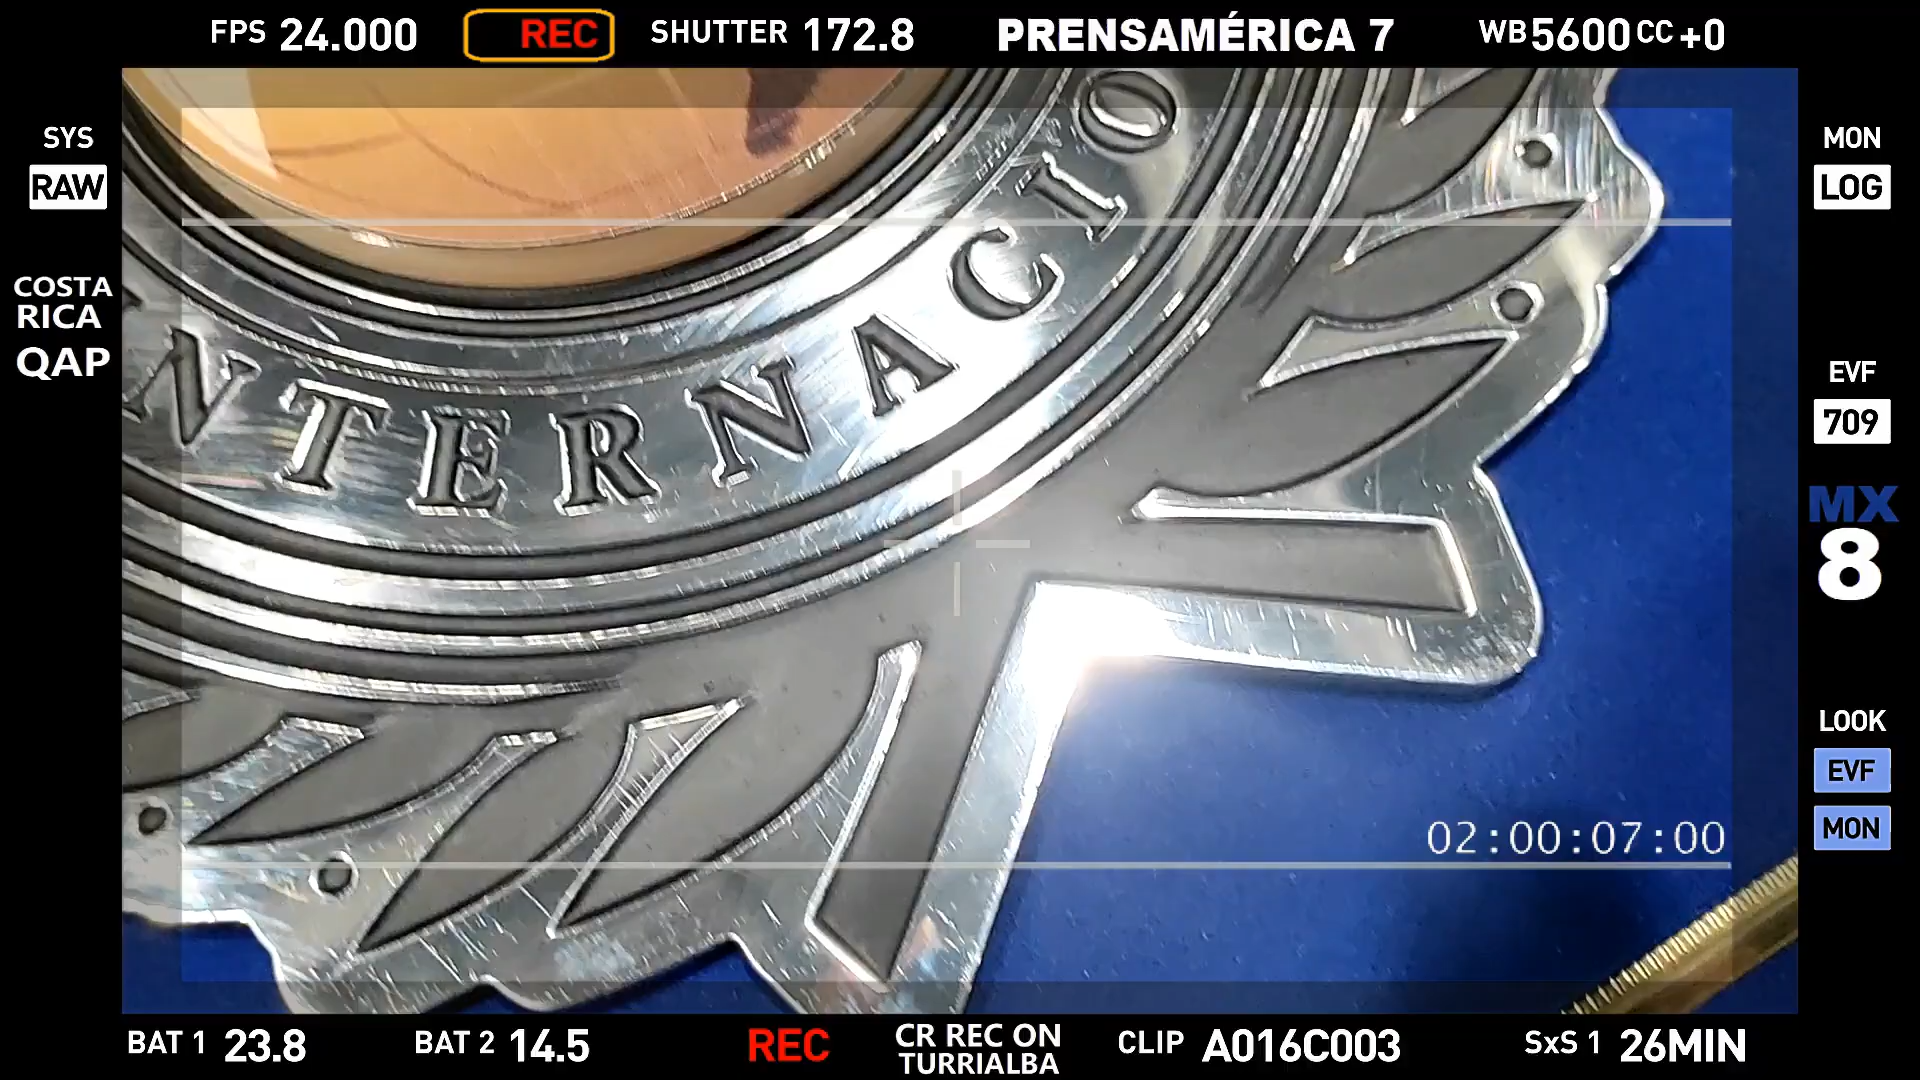 FPS 24.000 REC SHUTTER 172.8 PRENSAMÉRICA 7 WB5600 CC +0
SYS
RAW
COSTA
RICA
QAP
NTERNACIO
MON
LOG
EVF
709
MX
8
LOOK
EVF
MON
02:00:07:00
BAT 1 23.8 BAT 2 14.5 REC CR REC ON
TURRIALBA
CLIP A016C003 SxS 1 26MIN